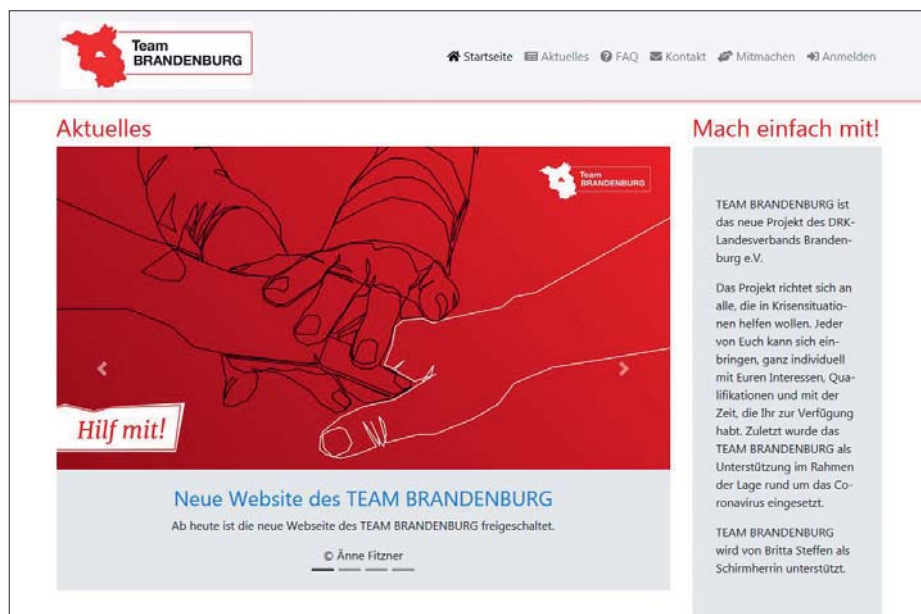 Team
BRANDENBURG
Startseite Aktuelles FAQ Kontakt Mitmachen Anmelden
Aktuelles
Team
BRANDENBURG
Hilf mit!
Neue Website des TEAM BRANDENBURG
Ab heute ist die neue Webseite des TEAM BRANDENBURG freigeschaltet.
© Änne Fitzner
Mach einfach mit!
TEAM BRANDENBURG ist
das neue Projekt des DRK-
Landesverbands Branden-
burg e.V.
Das Projekt richtet sich an
alle, die in Krisensituatio-
nen helfen wollen. Jeder
von Euch kann sich ein-
bringen, ganz individuell
mit Euren Interessen, Qua-
lifikationen und mit der
Zeit, die Ihr zur Verfügung
habt. Zuletzt wurde das
TEAM BRANDENBURG als
Unterstützung im Rahmen
der Lage rund um das Co-
ronavirus eingesetzt.
TEAM BRANDENBURG
wird von Britta Steffen als
Schirmherrin unterstützt.